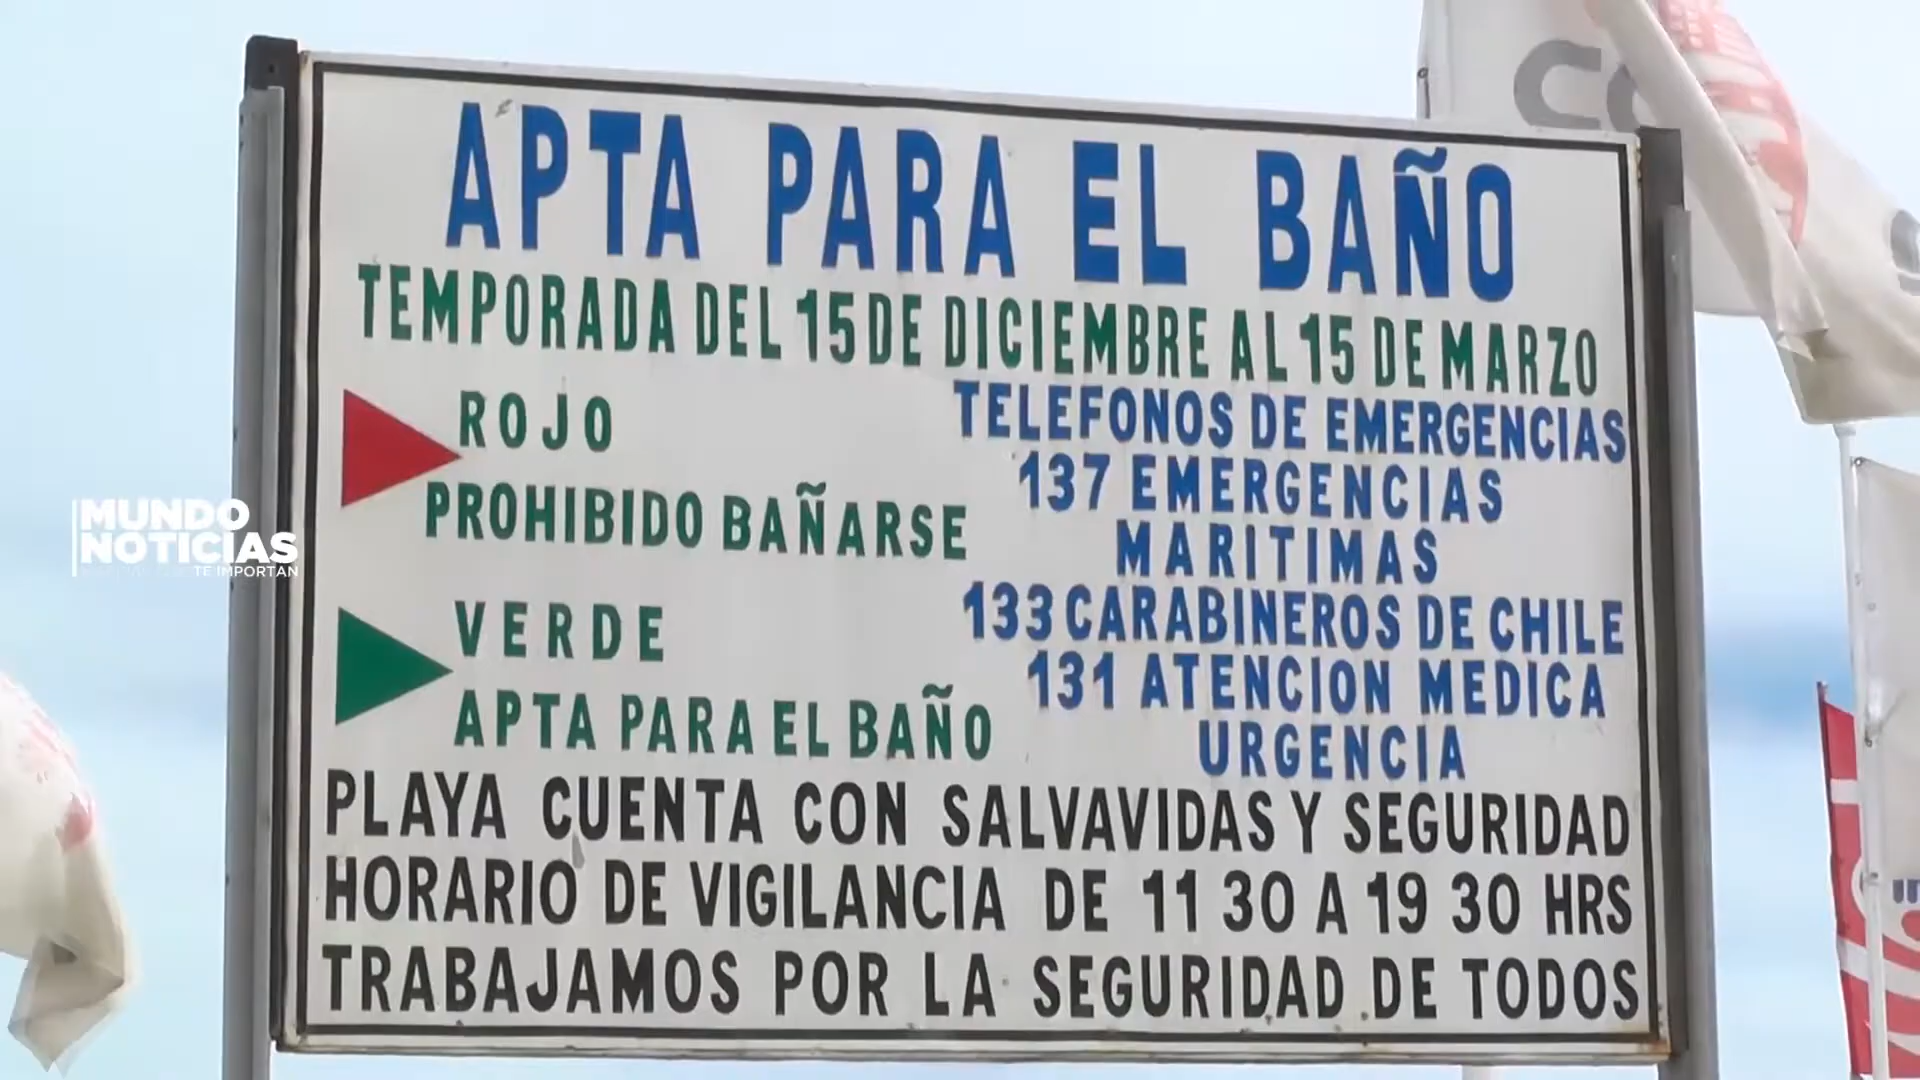 APTA PARA EL BAÑO
TEMPORADA DEL 15 DE DICIEMBRE AL 15 DE MARZO
ROJO
PROHIBIDO BAÑARSE
VERDE
APTA PARA EL BAÑO
TELEFONOS DE EMERGENCIAS
137 EMERGENCIAS
MARITIMAS
133 CARABINEROS DE CHILE
131 ATENCION MEDICA
URGENCIA
PLAYA CUENTA CON SALVAVIDAS Y SEGURIDAD
HORARIO DE VIGILANCIA DE 11 30 A 19 30 HRS
TRABAJAMOS POR LA SEGURIDAD DE TODOS
MUNDO
NOTICIAS
TE IMPORTAN